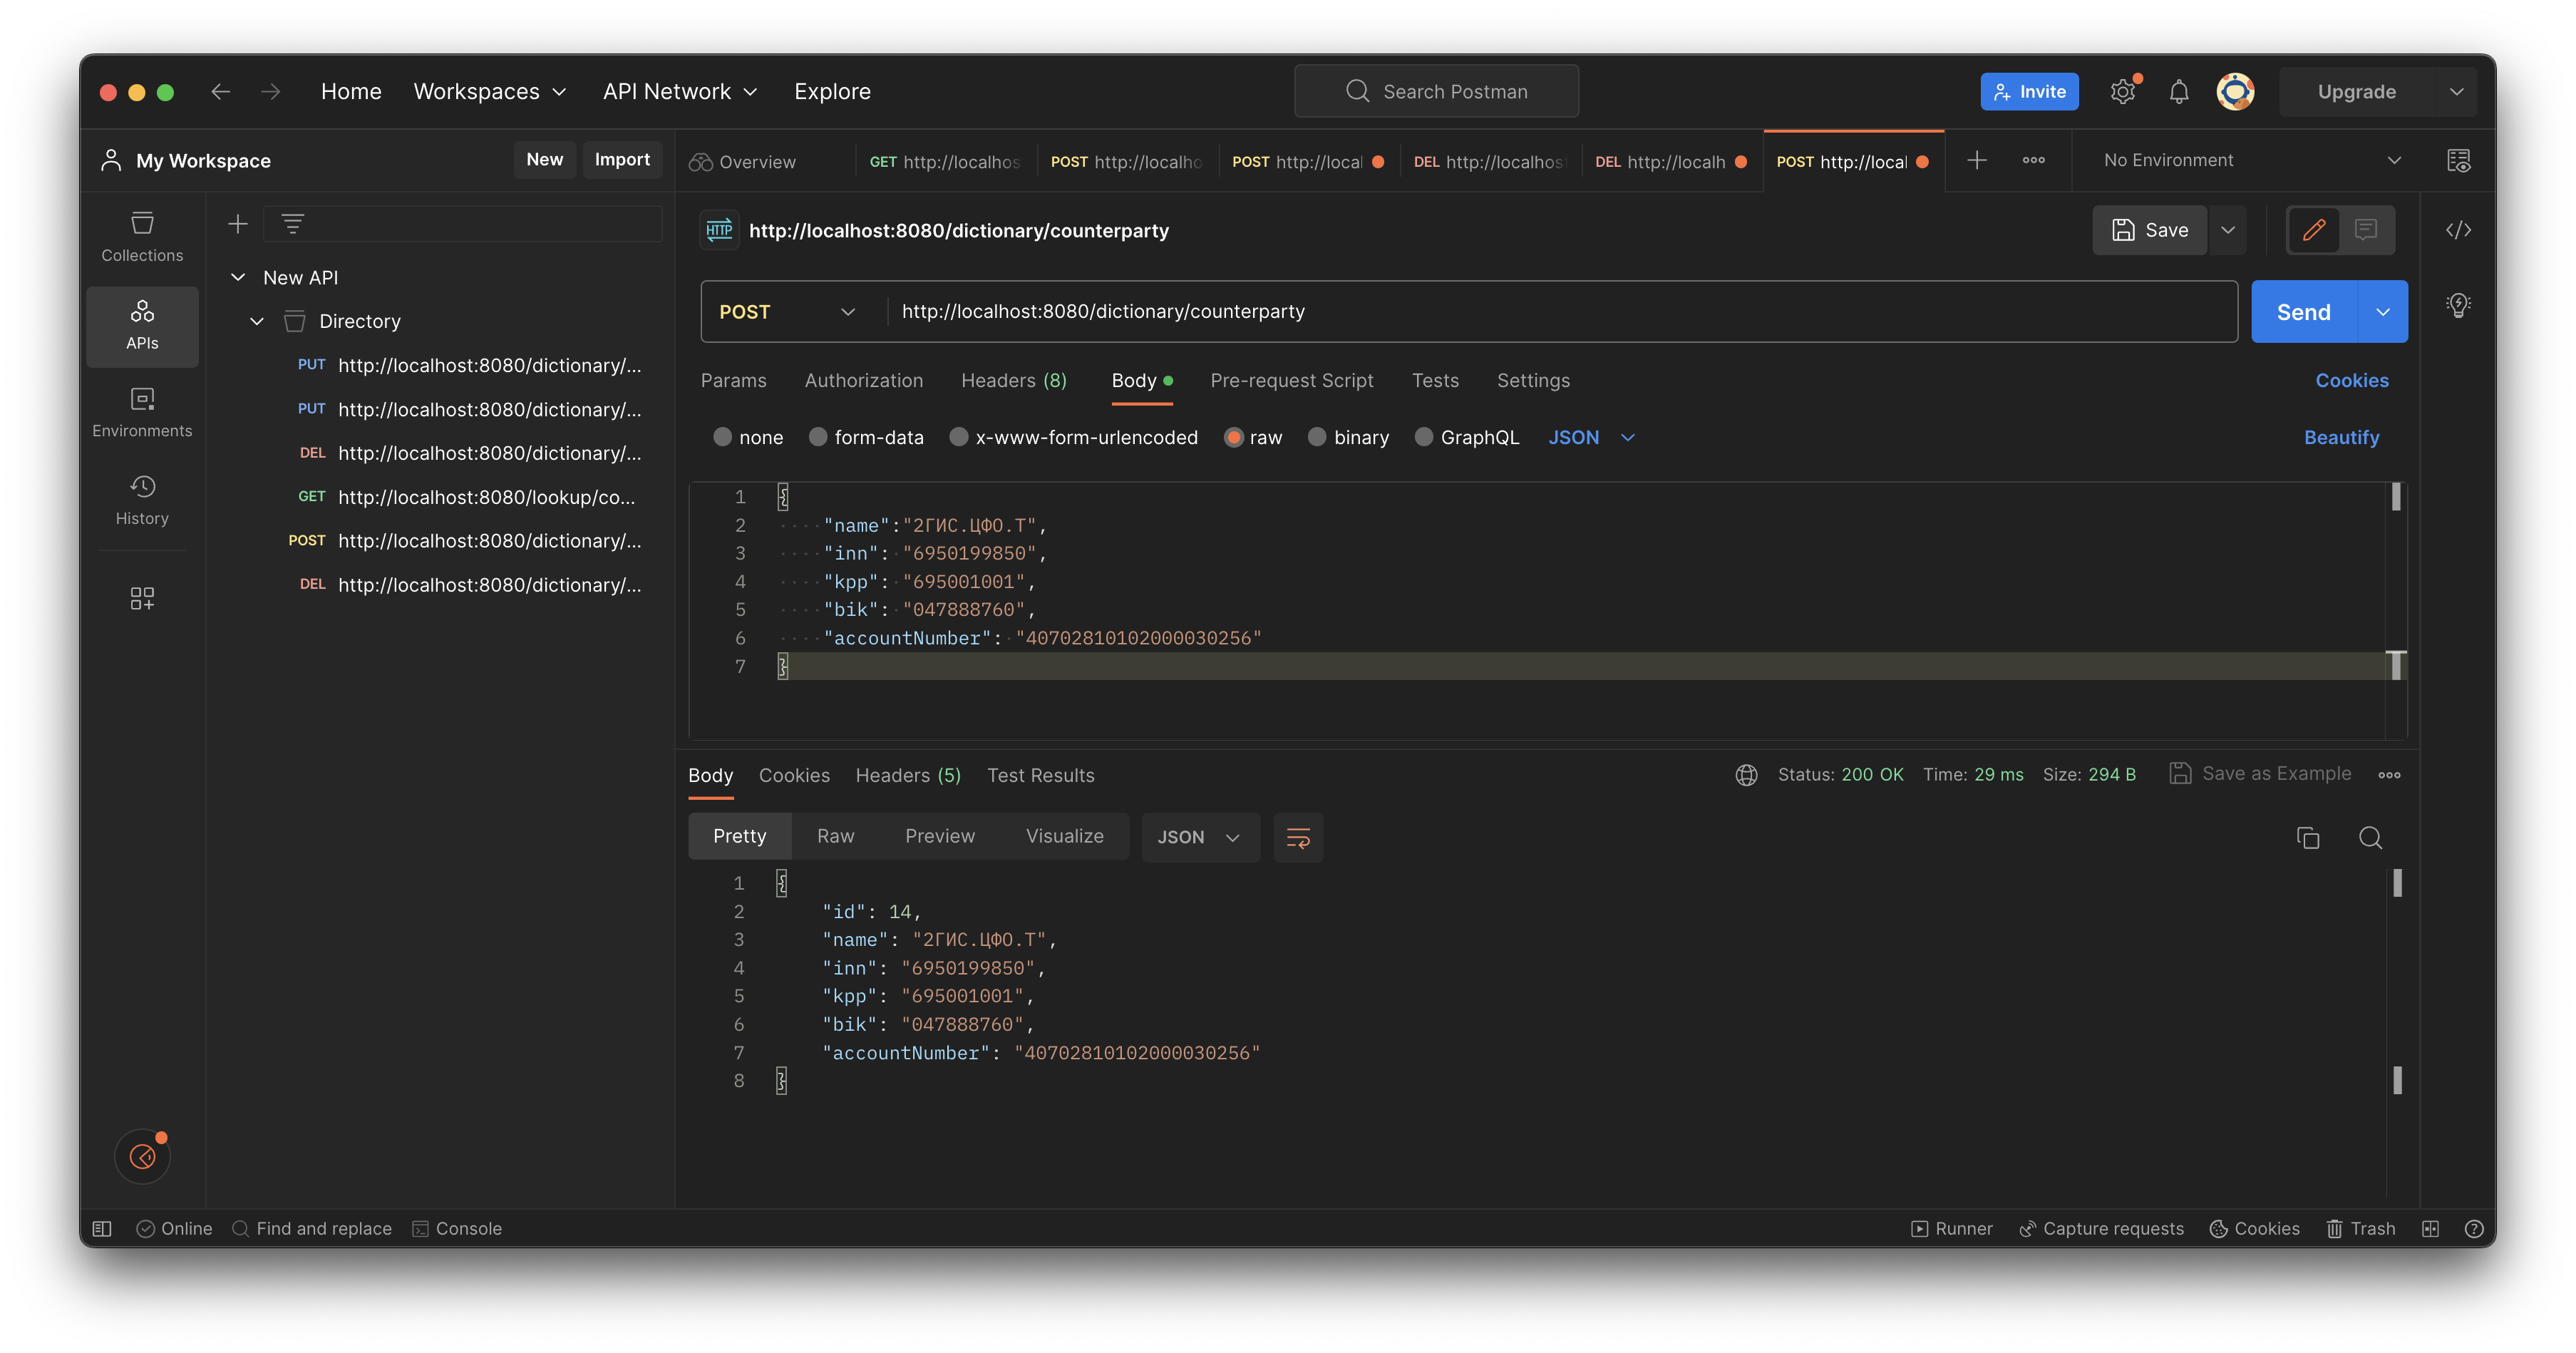 Home Workspaces API Network Explore Search Postman Invite Upgrade
My Workspace New Import Overview GET http://localhos POST http://localho POST http://local DEL http://localhos DEL http://localh POST http://local No Environment
Collections
APIs
Environments
History
New API
Directory
PUT http://localhost:8080/dictionary/...
PUT http://localhost:8080/dictionary/...
DEL http://localhost:8080/dictionary/...
GET http://localhost:8080/lookup/co...
POST http://localhost:8080/dictionary/...
DEL http://localhost:8080/dictionary/...
HTTP http://localhost:8080/dictionary/counterparty Save
POST http://localhost:8080/dictionary/counterparty Send
Params Authorization Headers (8) Body Pre-request Script Tests Settings Cookies
none form-data x-www-form-urlencoded raw binary GraphQL JSON Beautify
1 {
2 "name":"2ГИС.ЦФО.Т",
3 "inn": "6950199850",
4 "kpp": "695001001",
5 "bik": "047888760",
6 "accountNumber": "40702810102000030256"
7 }
Body Cookies Headers (5) Test Results Status: 200 OK Time: 29 ms Size: 294 B Save as Example
Pretty Raw Preview Visualize JSON
1 {
2 "id": 14,
3 "name": "2ГИС.ЦФО.Т",
4 "inn": "6950199850",
5 "kpp": "695001001",
6 "bik": "047888760",
7 "accountNumber": "40702810102000030256"
8 }
Online Find and replace Console Runner Capture requests Cookies Trash